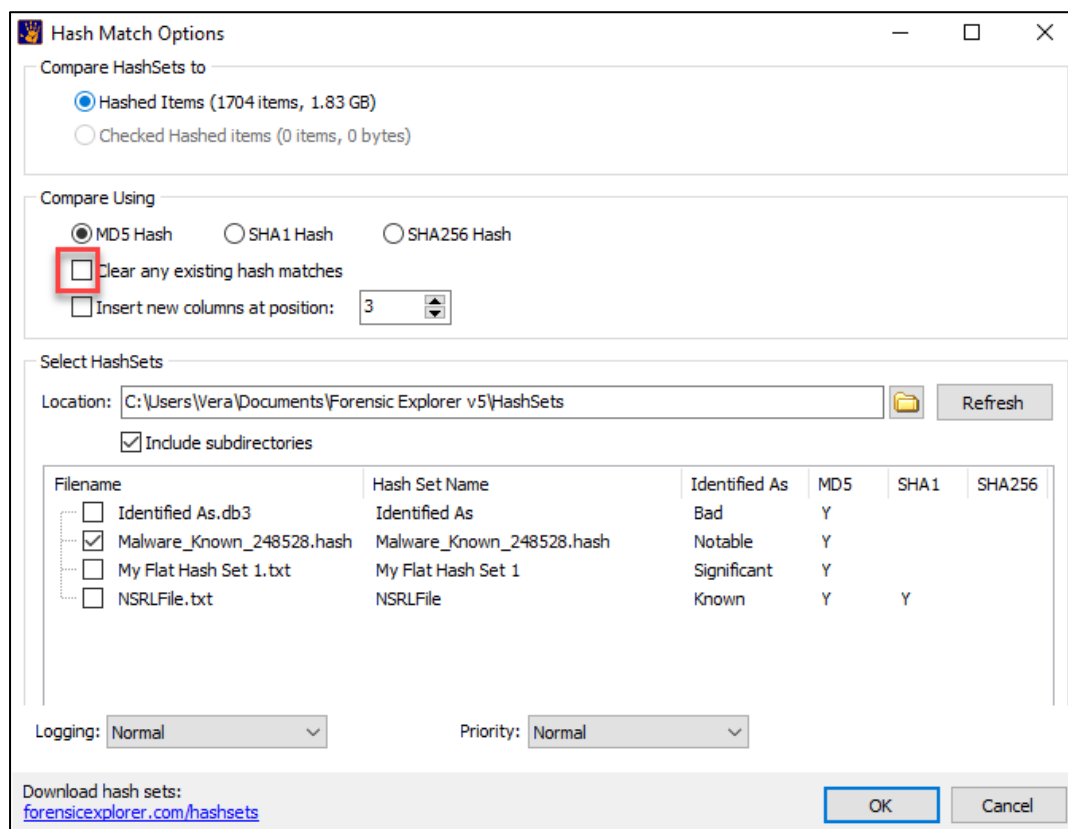 Hash Match Options
Compare HashSets to
Hashed Items (1704 items, 1.83 GB)
Checked Hashed items (0 items, 0 bytes)
Compare Using
MD5 Hash SHA1 Hash SHA256 Hash
Clear any existing hash matches
Insert new columns at position: 3
Select HashSets
Location: C:\Users\Vera\Documents\Forensic Explorer v5\HashSets Refresh
Include subdirectories
Filename Hash Set Name Identified As MD5 SHA1 SHA256
Identified As.db3 Identified As Bad Y
Malware_Known_248528.hash Malware_Known_248528.hash Notable Y
My Flat Hash Set 1.txt My Flat Hash Set 1 Significant Y
NSRLFile.txt NSRLFile Known Y Y
Logging: Normal Priority: Normal
Download hash sets:
forensicexplorer.com/hashsets OK Cancel